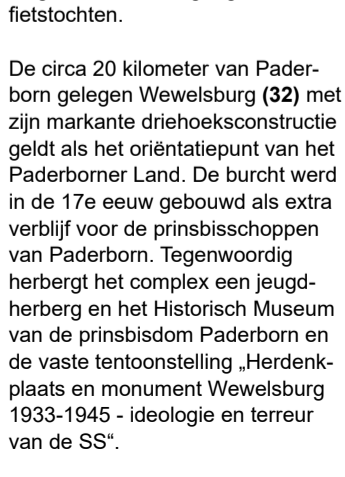 fietstochten.

De circa 20 kilometer van Pader-
born gelegen Wewelsburg (32) met
zijn markante driehoeksconstructie
geldt als het oriëntatiepunt van het
Paderborner Land. De burcht werd
in de 17e eeuw gebouwd als extra
verblijf voor de prinsbisschoppen
van Paderborn. Tegenwoordig
herbergt het complex een jeugd-
herberg en het Historisch Museum
van de prinsbisdom Paderborn en
de vaste tentoonstelling „Herdenk-
plaats en monument Wewelsburg
1933-1945 - ideologie en terreur
van de SS“.